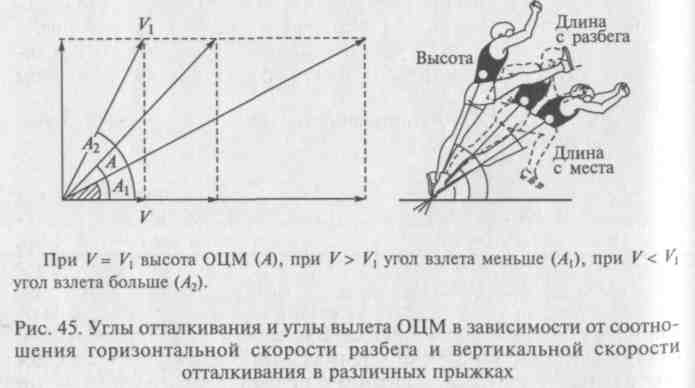 V₁
A₂
A
A₁
V
Высота
Длина
с разбега
Длина
с места
При V = V₁ высота ОЦМ (A), при V > V₁ угол взлета меньше (A₁), при V < V₁
угол взлета больше (A₂).
Рис. 45. Углы отталкивания и углы вылета ОЦМ в зависимости от соотно-
шения горизонтальной скорости разбега и вертикальной скорости
отталкивания в различных прыжках